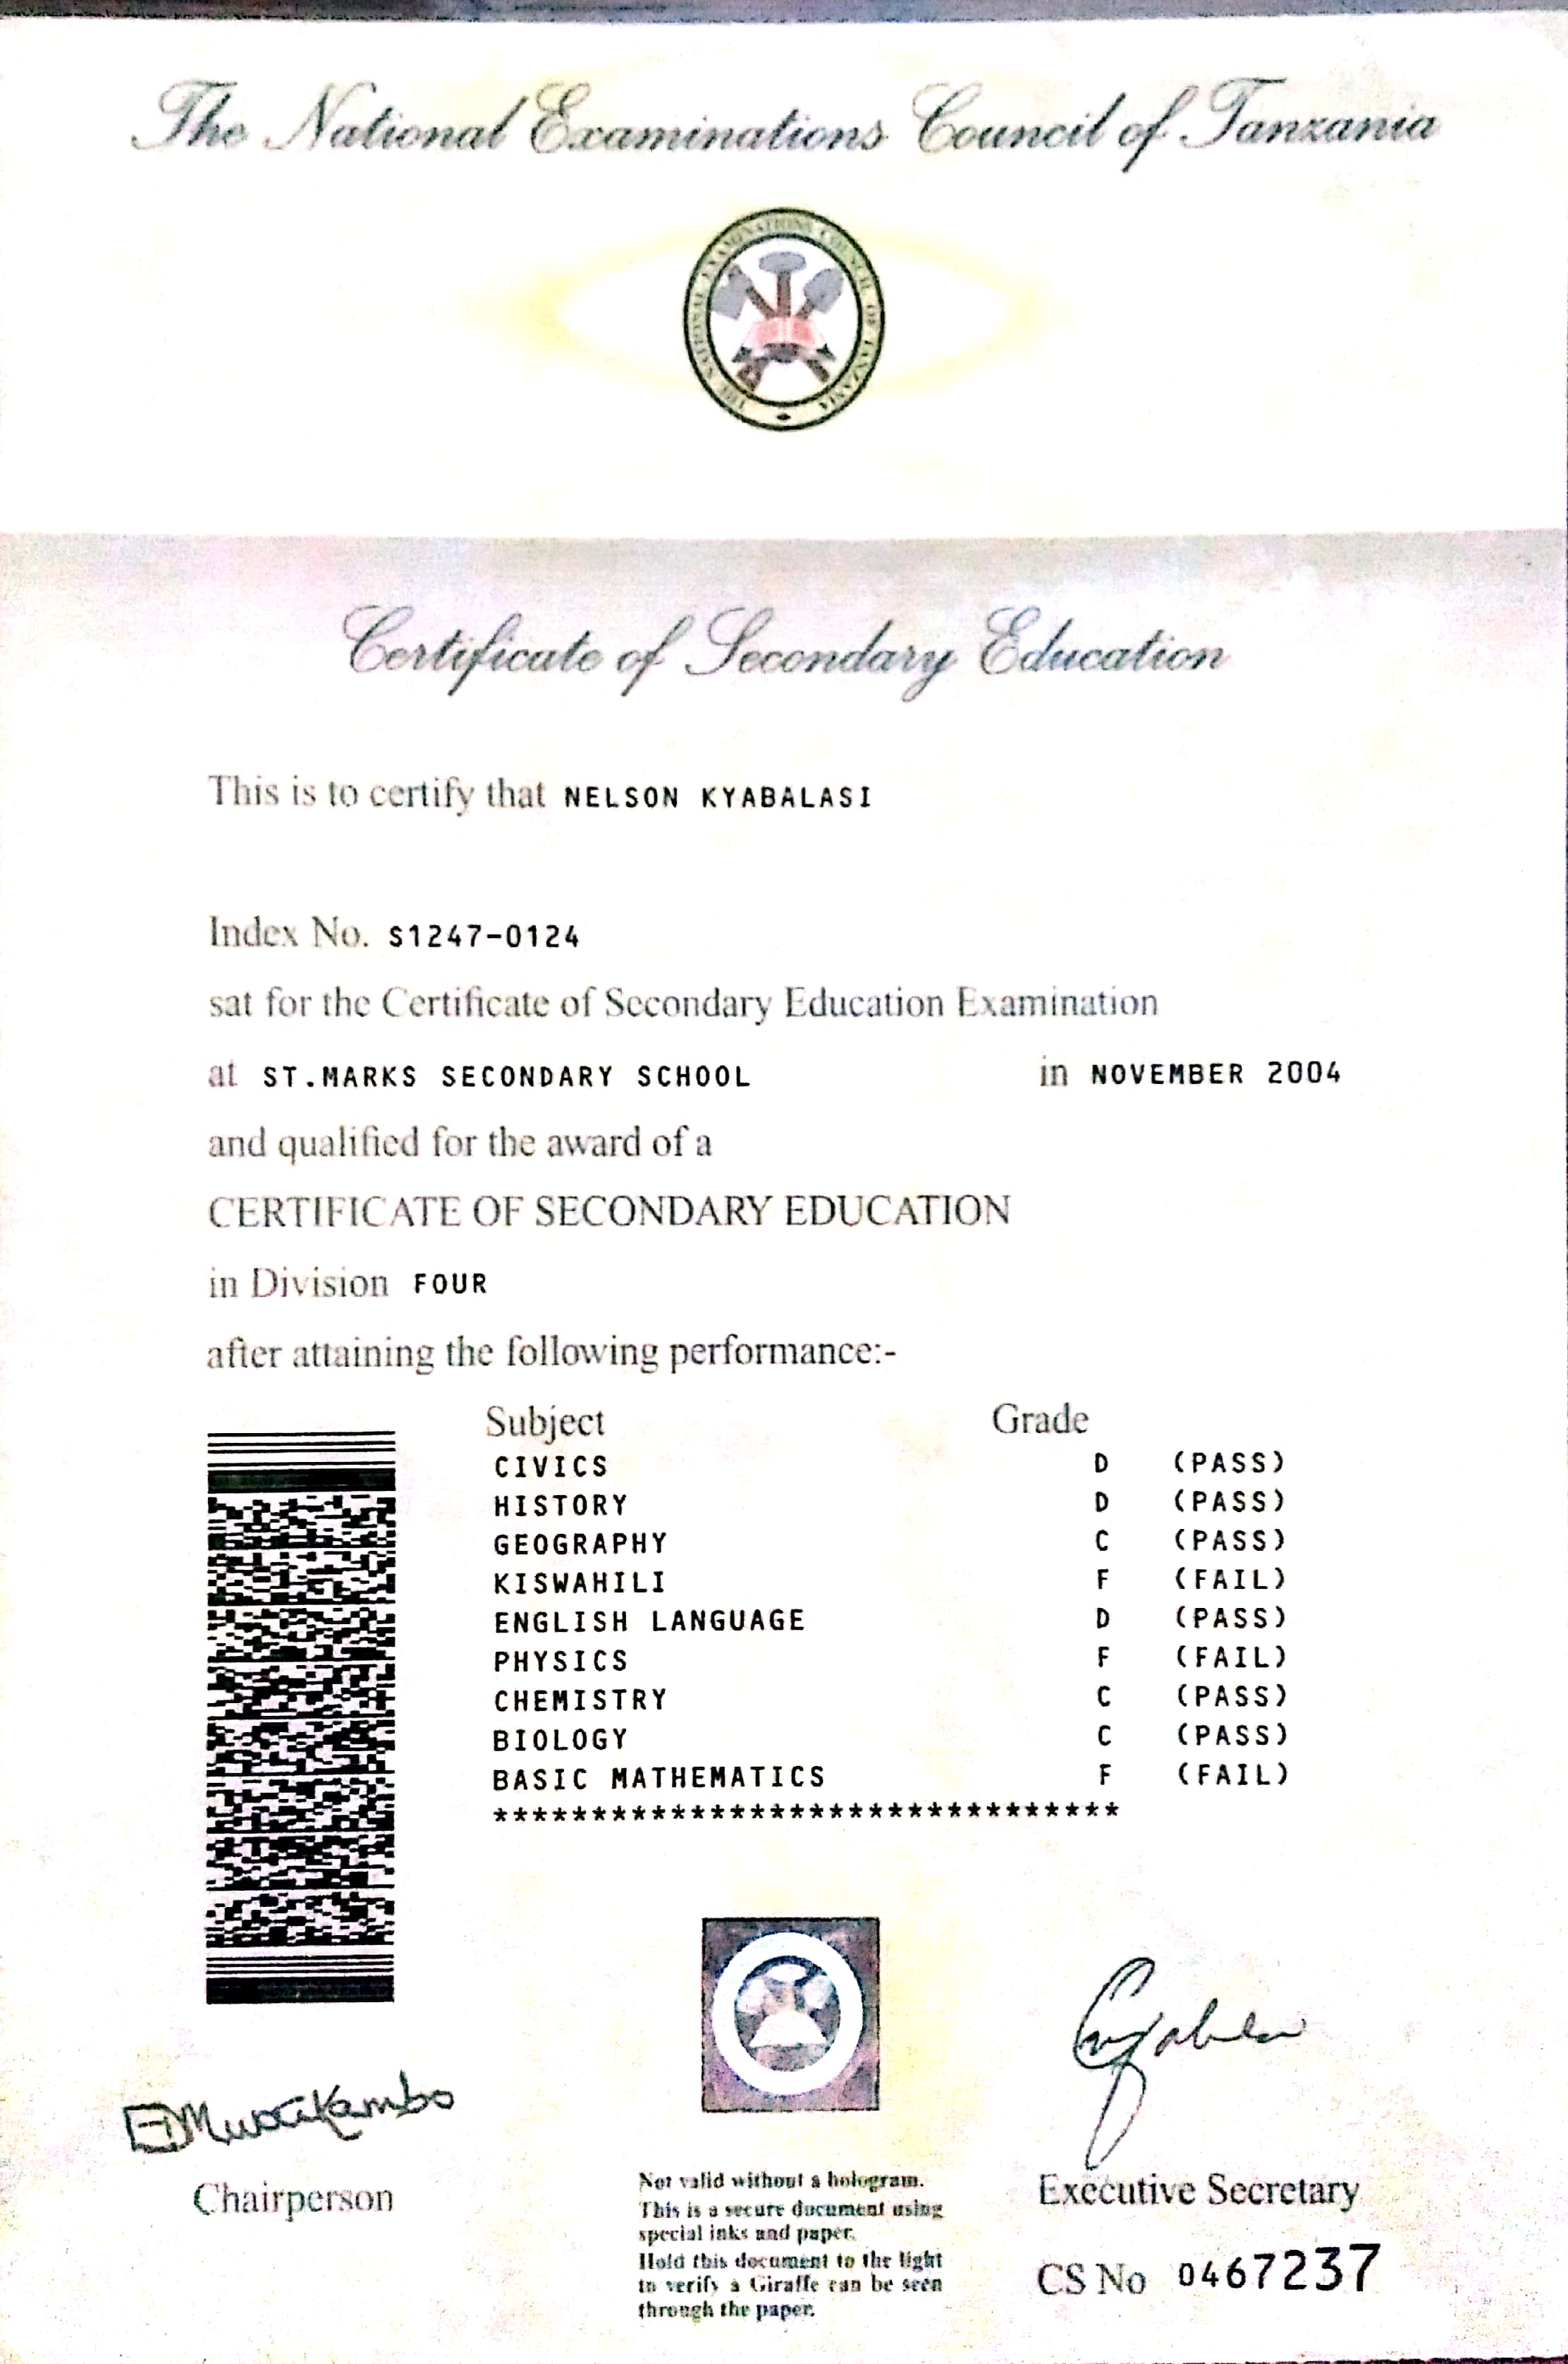 The National Examinations Council of Tanzania
THE NATIONAL EXAMINATIONS COUNCIL OF TANZANIA
Certificate of Secondary Education
This is to certify that NELSON KYABALASI
Index No. S1247-0124
sat for the Certificate of Secondary Education Examination
at ST.MARKS SECONDARY SCHOOL in NOVEMBER 2004
and qualified for the award of a
CERTIFICATE OF SECONDARY EDUCATION
in Division FOUR
after attaining the following performance:-
Subject Grade
CIVICS D (PASS)
HISTORY D (PASS)
GEOGRAPHY C (PASS)
KISWAHILI F (FAIL)
ENGLISH LANGUAGE D (PASS)
PHYSICS F (FAIL)
CHEMISTRY C (PASS)
BIOLOGY C (PASS)
BASIC MATHEMATICS F (FAIL)
********************************
Chairperson
Not valid without a hologram.
This is a secure document using
special inks and paper.
Hold this document to the light
to verify a Giraffe can be seen
through the paper.
Executive Secretary
CS No 0467237